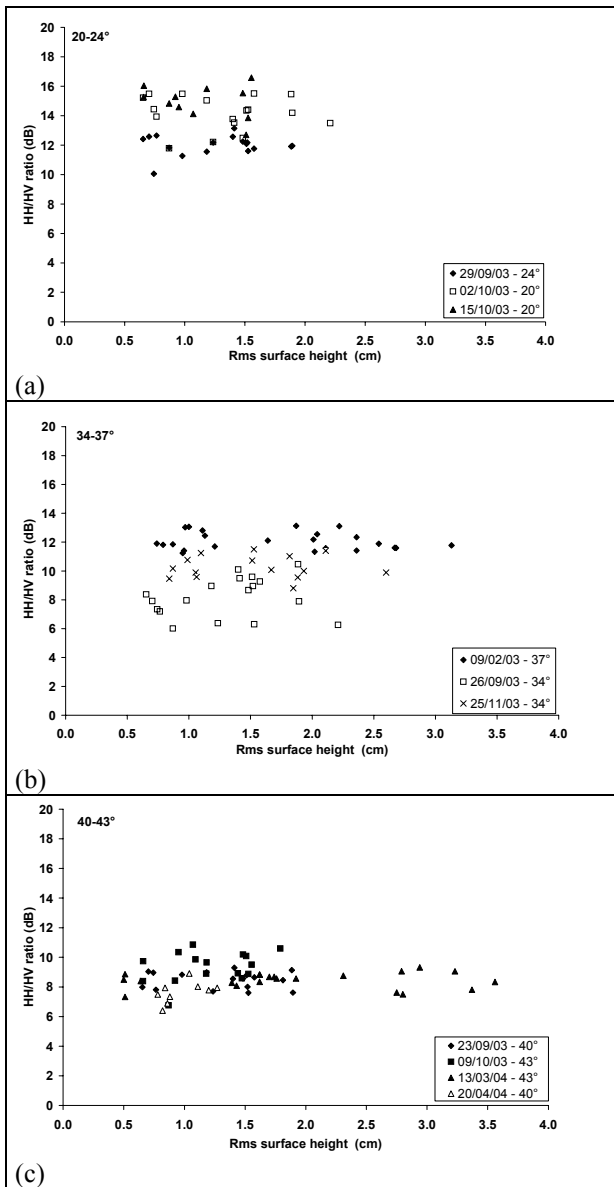 20-24°
HH/HV ratio (dB)
20
18
16
14
12
10
8
6
4
2
0
0.0 0.5 1.0 1.5 2.0 2.5 3.0 3.5 4.0
Rms surface height (cm)
29/09/03 - 24°
02/10/03 - 20°
15/10/03 - 20°
(a)
34-37°
HH/HV ratio (dB)
20
18
16
14
12
10
8
6
4
2
0
0.0 0.5 1.0 1.5 2.0 2.5 3.0 3.5 4.0
Rms surface height (cm)
09/02/03 - 37°
26/09/03 - 34°
25/11/03 - 34°
(b)
40-43°
HH/HV ratio (dB)
20
18
16
14
12
10
8
6
4
2
0
0.0 0.5 1.0 1.5 2.0 2.5 3.0 3.5 4.0
Rms surface height (cm)
23/09/03 - 40°
09/10/03 - 43°
13/03/04 - 43°
20/04/04 - 40°
(c)